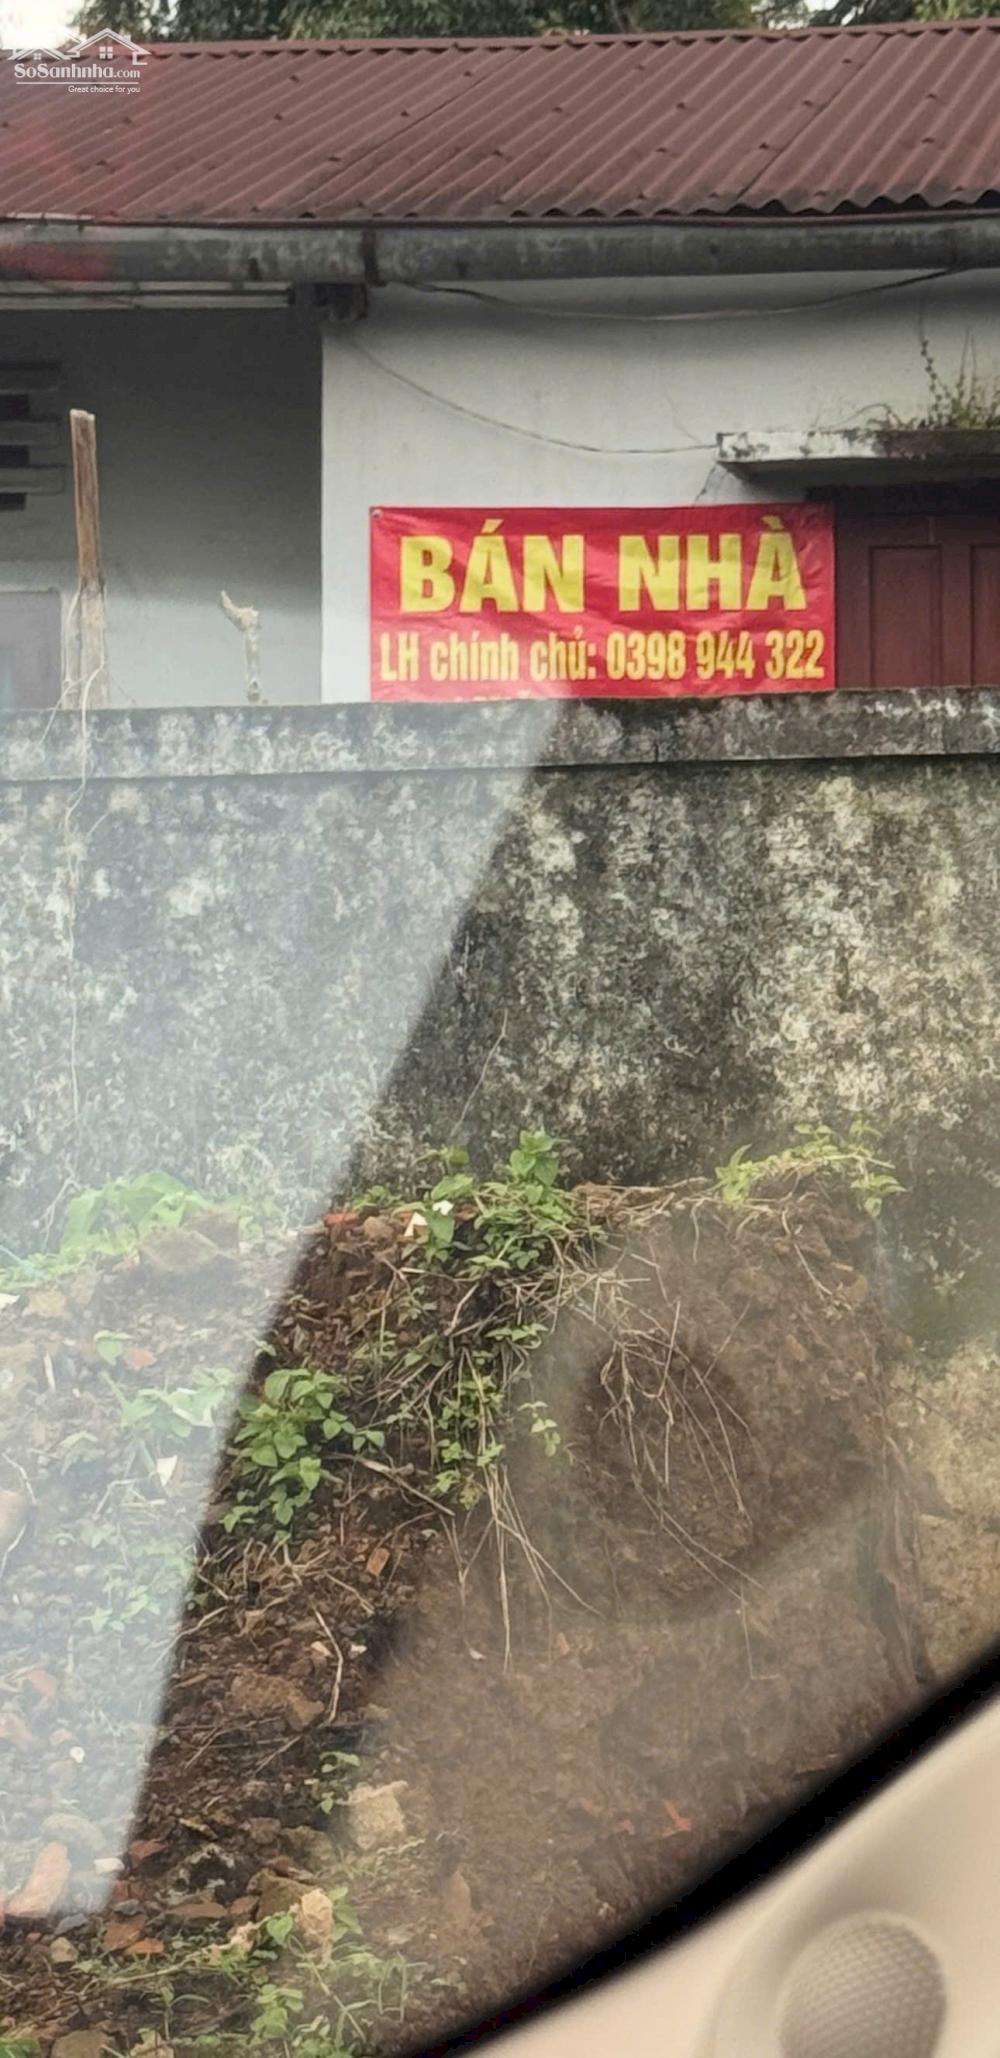 SoSanhnha.com
Great choice for you
BÁN NHÀ
LH chính chủ: 0398 944 322